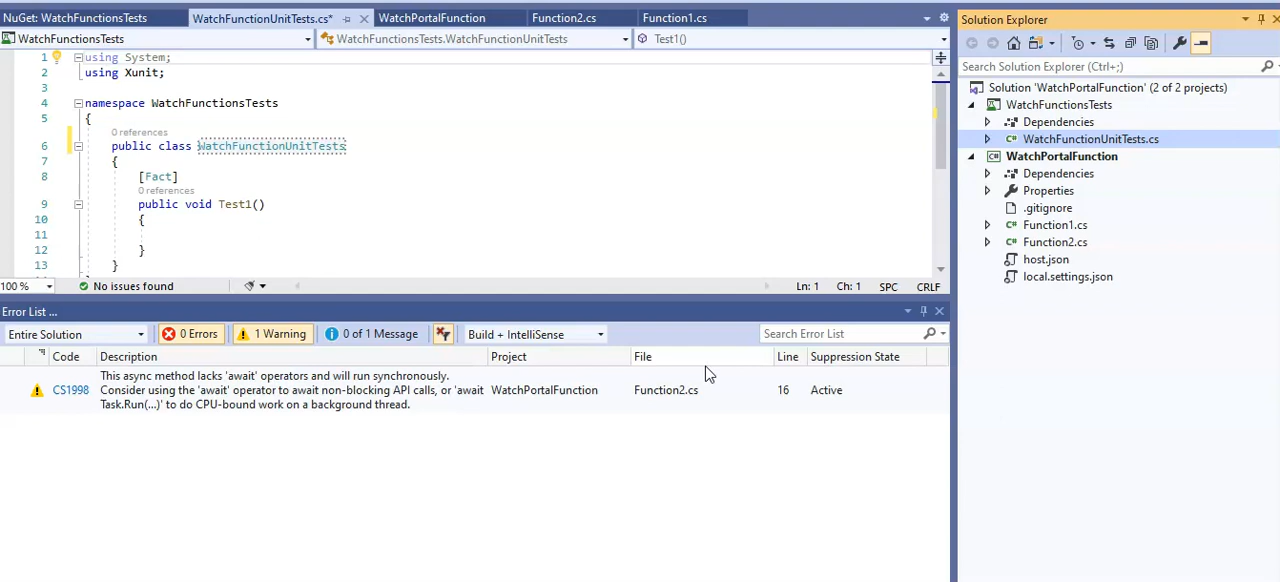 NuGet: WatchFunctionsTests
WatchFunctionUnitTests.cs*
WatchPortalFunction
Function2.cs
Function1.cs
WatchFunctionsTests
WatchFunctionsTests.WatchFunctionUnitTests
Test1()
1 using System;
2 using Xunit;
3
4 namespace WatchFunctionsTests
5 {
0 references
6 public class WatchFunctionUnitTests
7 {
8 [Fact]
0 references
9 public void Test1()
10 {
11
12 }
13 }
100 %
No issues found
Ln: 1
Ch: 1
SPC
CRLF
Error List ...
Entire Solution
0 Errors
1 Warning
0 of 1 Message
Build + IntelliSense
Search Error List
Code
Description
Project
File
Line
Suppression State
CS1998
This async method lacks 'await' operators and will run synchronously.
Consider using the 'await' operator to await non-blocking API calls, or 'await
Task.Run(...)' to do CPU-bound work on a background thread.
WatchPortalFunction
Function2.cs
16
Active
Solution Explorer
Search Solution Explorer (Ctrl+;)
Solution 'WatchPortalFunction' (2 of 2 projects)
WatchFunctionsTests
Dependencies
WatchFunctionUnitTests.cs
WatchPortalFunction
Dependencies
Properties
.gitignore
Function1.cs
Function2.cs
host.json
local.settings.json